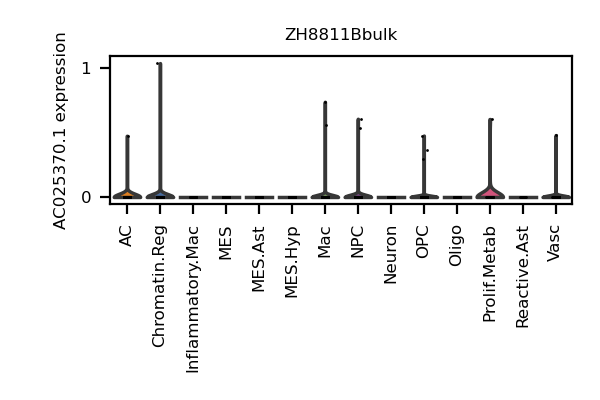 ZH8811Bbulk
AC025370.1 expression
1
0
AC
Chromatin.Reg
Inflammatory.Mac
MES
MES.Ast
MES.Hyp
Mac
NPC
Neuron
OPC
Oligo
Prolif.Metab
Reactive.Ast
Vasc